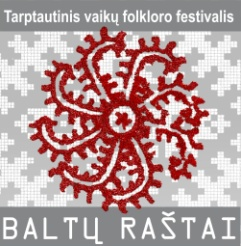 Tarptautinis vaikų folkloro festivalis
BALTŲ RAŠTAI